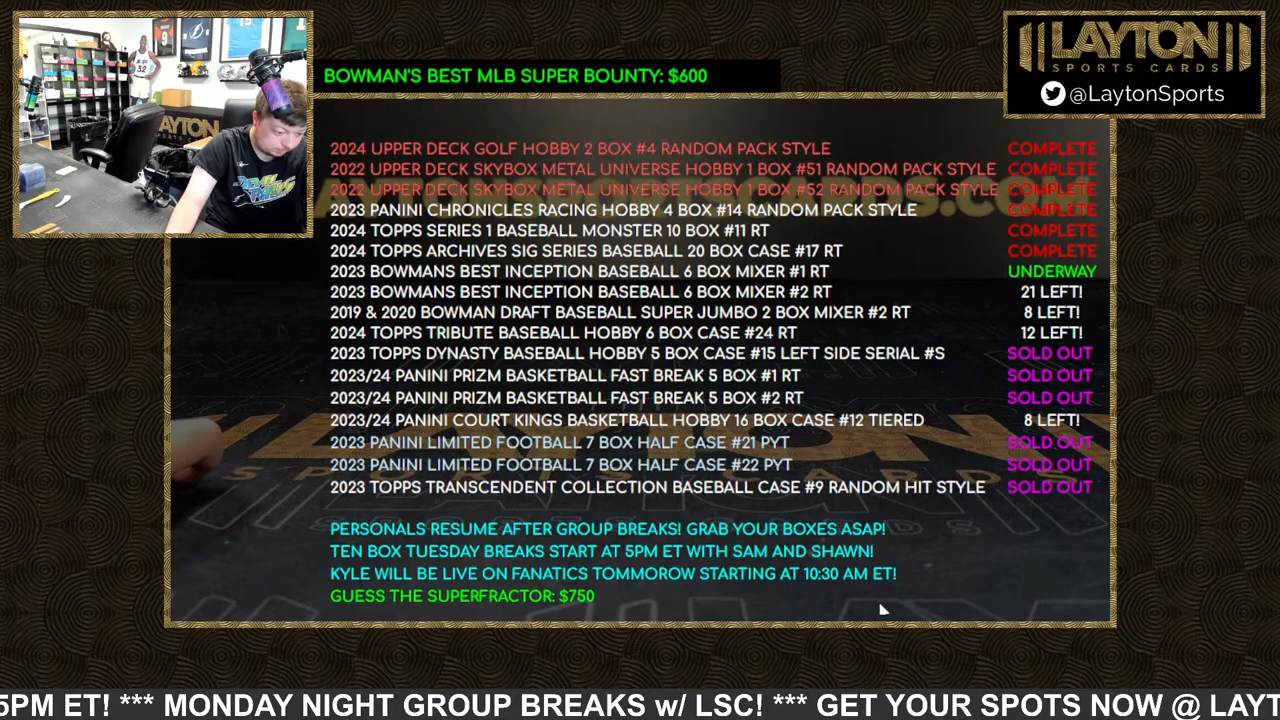 BOWMAN'S BEST MLB SUPER BOUNTY: $600
LAYTON
SPORTS CARDS
@LaytonSports
2024 UPPER DECK GOLF HOBBY 2 BOX #4 RANDOM PACK STYLE COMPLETE
2022 UPPER DECK SKYBOX METAL UNIVERSE HOBBY 1 BOX #51 RANDOM PACK STYLE COMPLETE
2022 UPPER DECK SKYBOX METAL UNIVERSE HOBBY 1 BOX #52 RANDOM PACK STYLE COMPLETE
2023 PANINI CHRONICLES RACING HOBBY 4 BOX #14 RANDOM PACK STYLE COMPLETE
2024 TOPPS SERIES 1 BASEBALL MONSTER 10 BOX #11 RT COMPLETE
2024 TOPPS ARCHIVES SIG SERIES BASEBALL 20 BOX CASE #17 RT COMPLETE
2023 BOWMANS BEST INCEPTION BASEBALL 6 BOX MIXER #1 RT UNDERWAY
2023 BOWMANS BEST INCEPTION BASEBALL 6 BOX MIXER #2 RT 21 LEFT!
2019 & 2020 BOWMAN DRAFT BASEBALL SUPER JUMBO 2 BOX MIXER #2 RT 8 LEFT!
2024 TOPPS TRIBUTE BASEBALL HOBBY 6 BOX CASE #24 RT 12 LEFT!
2023 TOPPS DYNASTY BASEBALL HOBBY 5 BOX CASE #15 LEFT SIDE SERIAL #S SOLD OUT
2023/24 PANINI PRIZM BASKETBALL FAST BREAK 5 BOX #1 RT SOLD OUT
2023/24 PANINI PRIZM BASKETBALL FAST BREAK 5 BOX #2 RT SOLD OUT
2023/24 PANINI COURT KINGS BASKETBALL HOBBY 16 BOX CASE #12 TIERED 8 LEFT!
2023 PANINI LIMITED FOOTBALL 7 BOX HALF CASE #21 PYT SOLD OUT
2023 PANINI LIMITED FOOTBALL 7 BOX HALF CASE #22 PYT SOLD OUT
2023 TOPPS TRANSCENDENT COLLECTION BASEBALL CASE #9 RANDOM HIT STYLE SOLD OUT
PERSONALS RESUME AFTER GROUP BREAKS! GRAB YOUR BOXES ASAP!
TEN BOX TUESDAY BREAKS START AT 5PM ET WITH SAM AND SHAWN!
KYLE WILL BE LIVE ON FANATICS TOMMOROW STARTING AT 10:30 AM ET!
GUESS THE SUPERFRACTOR: $750
5PM ET! *** MONDAY NIGHT GROUP BREAKS w/ LSC! *** GET YOUR SPOTS NOW @ LAYT